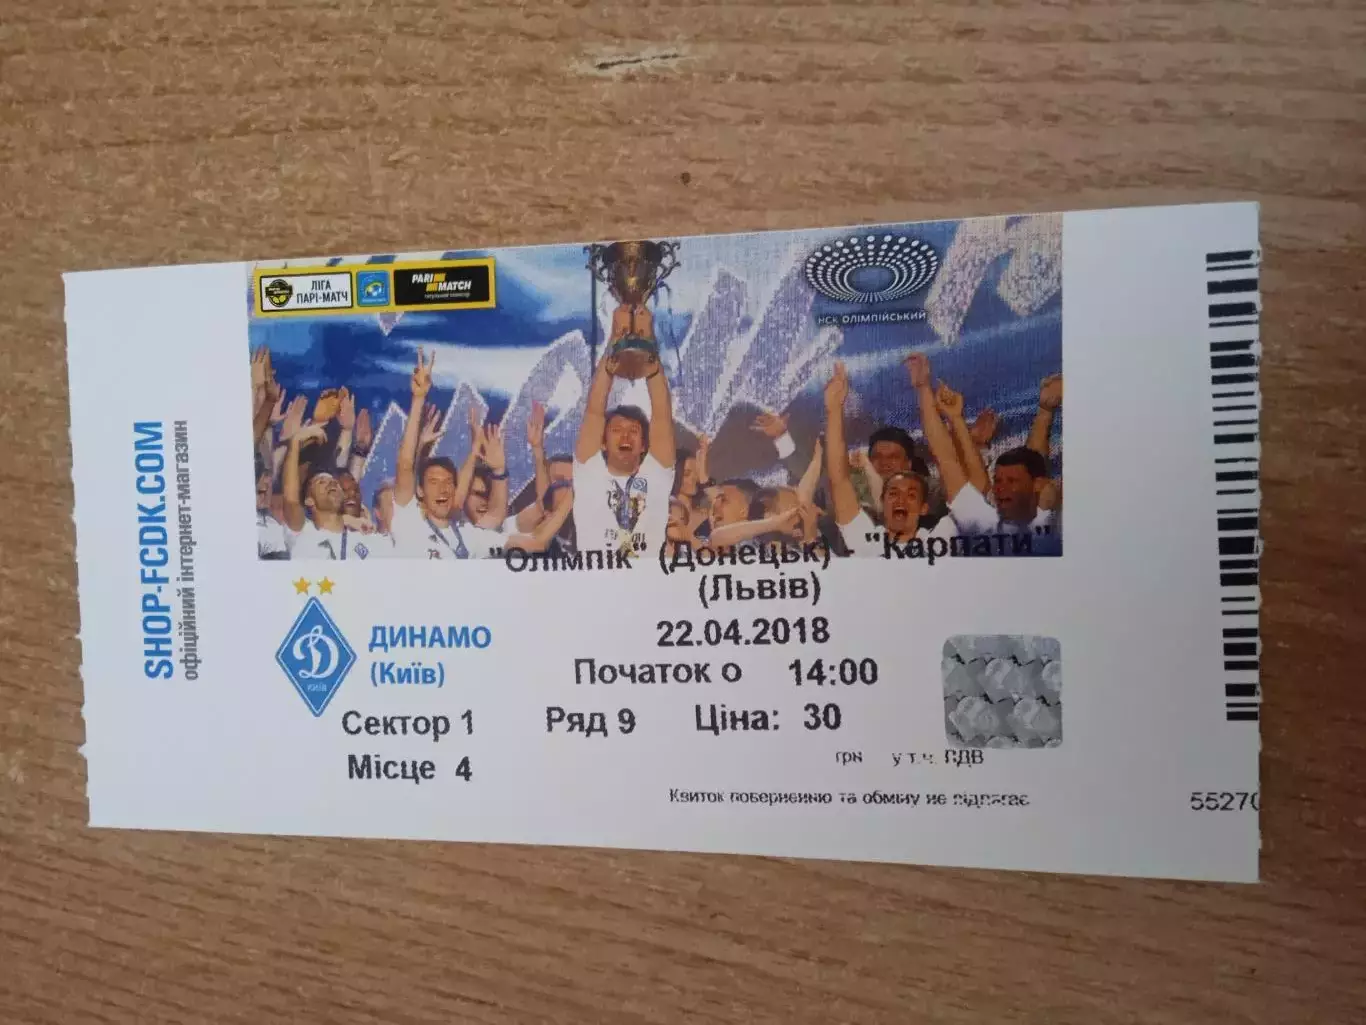 SHOP-FCDK.COM
офіційний інтернет-магазин
ЛІГА
ПАРІ-МАТЧ
PARI MATCH
НСК ОЛІМПІЙСЬКИЙ
"Олімпік" (Донецьк) - "Карпати"
(Львів)
ДИНАМО
(Київ)
Д
КИЇВ
22.04.2018
Початок о 14:00
Сектор 1 Ряд 9 Ціна: 30
Місце 4
грн у т.ч. ПДВ
Квиток поверненню та обміну не підлягає
55270